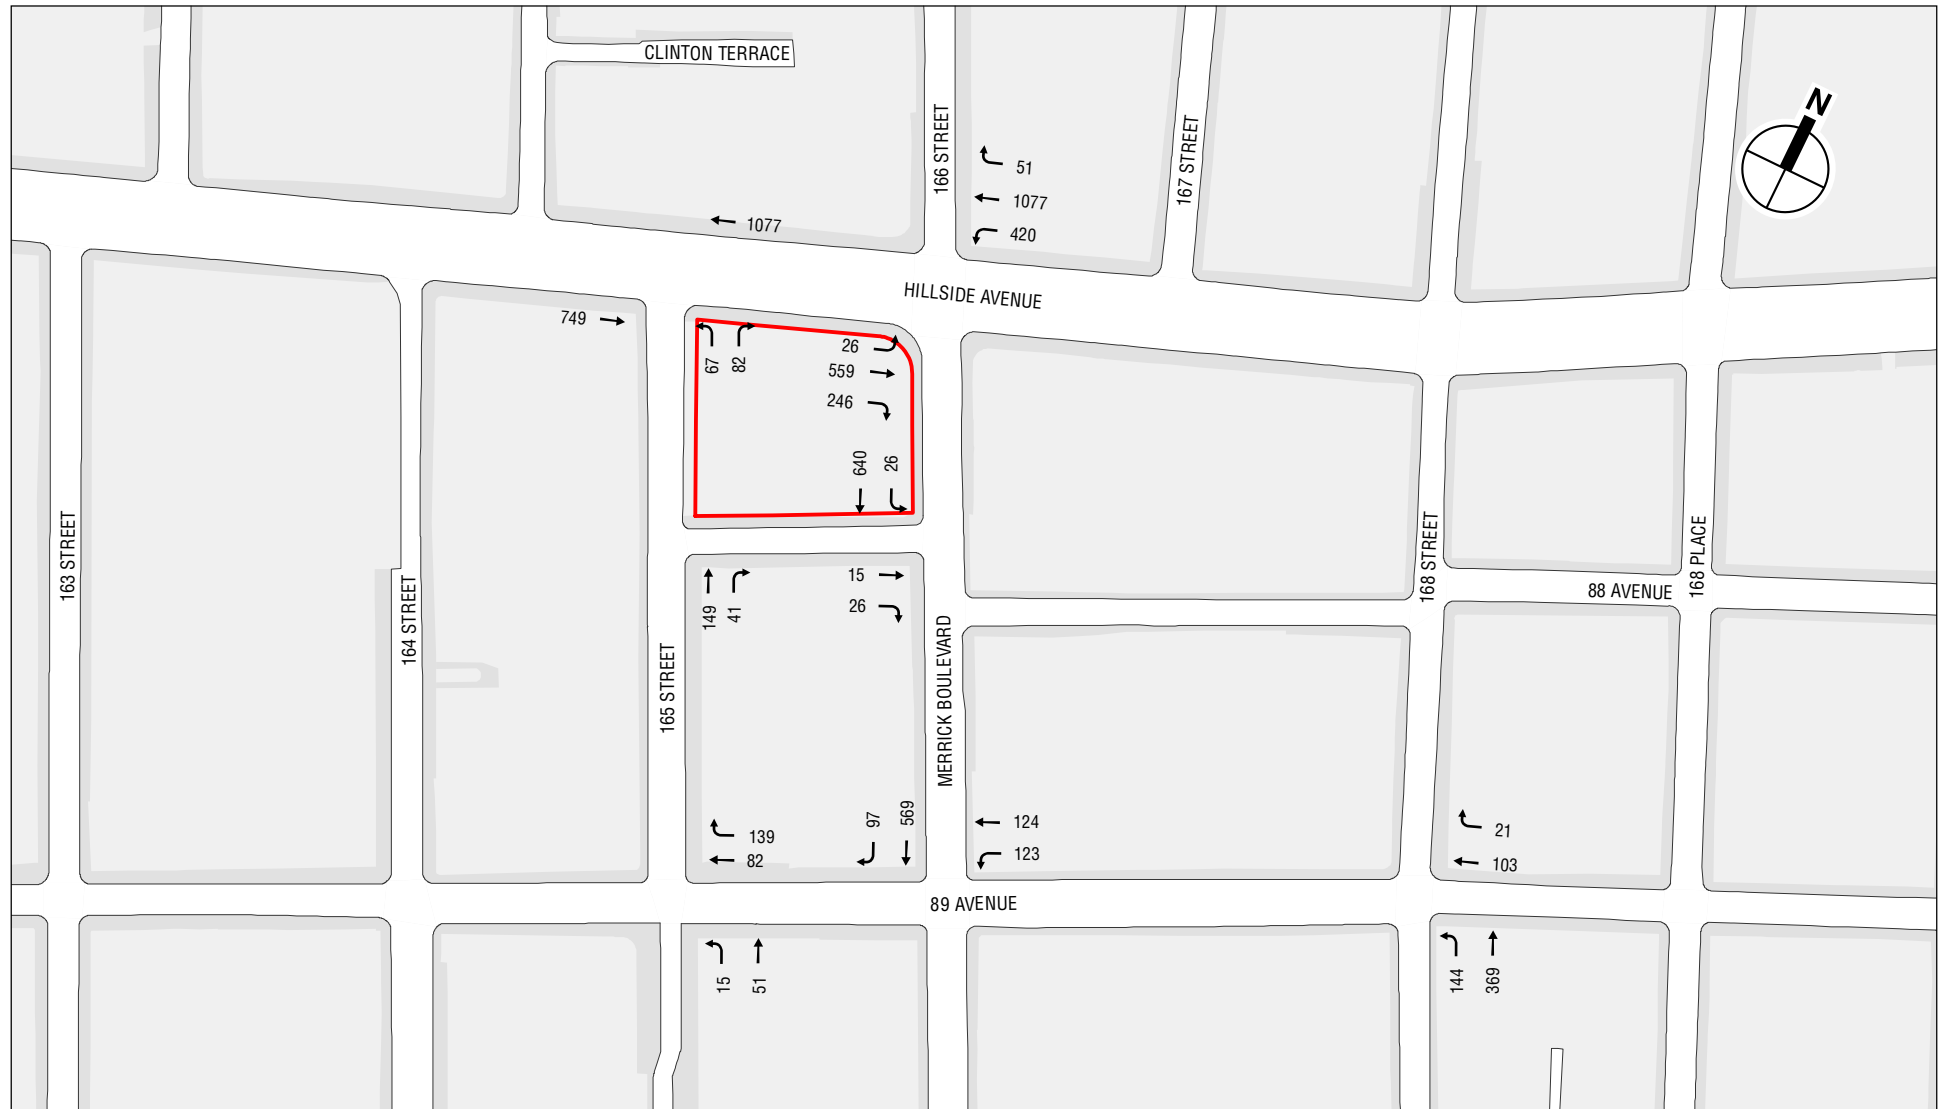 CLINTON TERRACE
N
166 STREET
167 STREET
51
1077
420
1077
HILLSIDE AVENUE
749
67
82
26
559
246
640
26
163 STREET
164 STREET
165 STREET
149
41
15
26
MERRICK BOULEVARD
168 STREET
168 PLACE
88 AVENUE
139
82
97
569
124
123
21
103
89 AVENUE
15
51
144
369